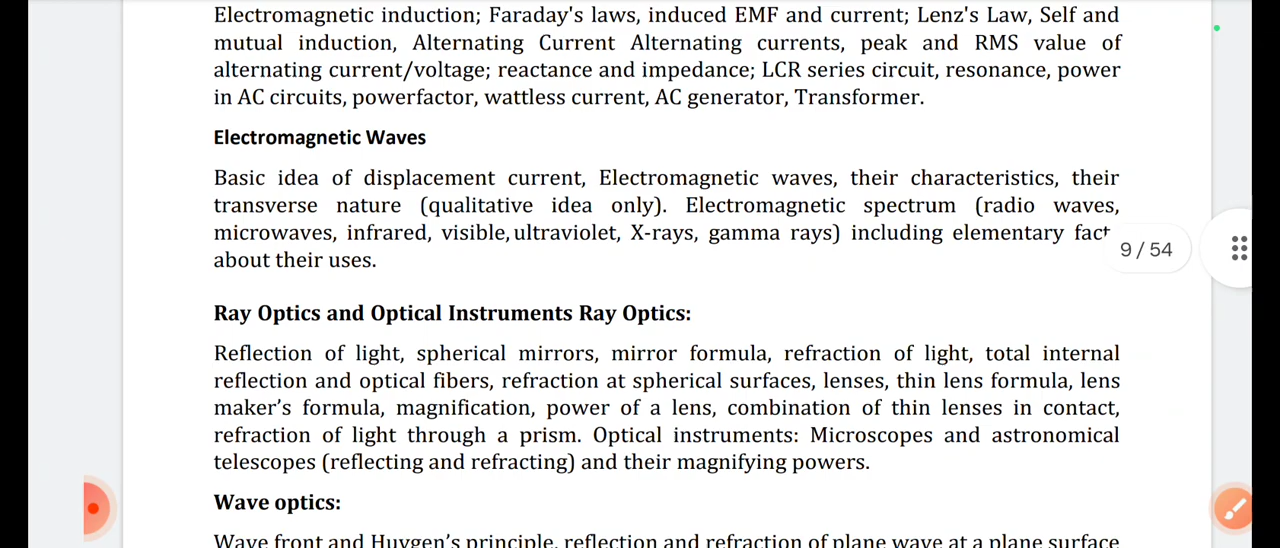 Electromagnetic induction; Faraday's laws, induced EMF and current; Lenz's Law, Self and
mutual induction, Alternating Current Alternating currents, peak and RMS value of
alternating current/voltage; reactance and impedance; LCR series circuit, resonance, power
in AC circuits, powerfactor, wattless current, AC generator, Transformer.
Electromagnetic Waves
Basic idea of displacement current, Electromagnetic waves, their characteristics, their
transverse nature (qualitative idea only). Electromagnetic spectrum (radio waves,
microwaves, infrared, visible, ultraviolet, X-rays, gamma rays) including elementary fact
about their uses.
9 / 54
Ray Optics and Optical Instruments Ray Optics:
Reflection of light, spherical mirrors, mirror formula, refraction of light, total internal
reflection and optical fibers, refraction at spherical surfaces, lenses, thin lens formula, lens
maker’s formula, magnification, power of a lens, combination of thin lenses in contact,
refraction of light through a prism. Optical instruments: Microscopes and astronomical
telescopes (reflecting and refracting) and their magnifying powers.
Wave optics:
Wave front and Huygen’s principle, reflection and refraction of plane wave at a plane surface